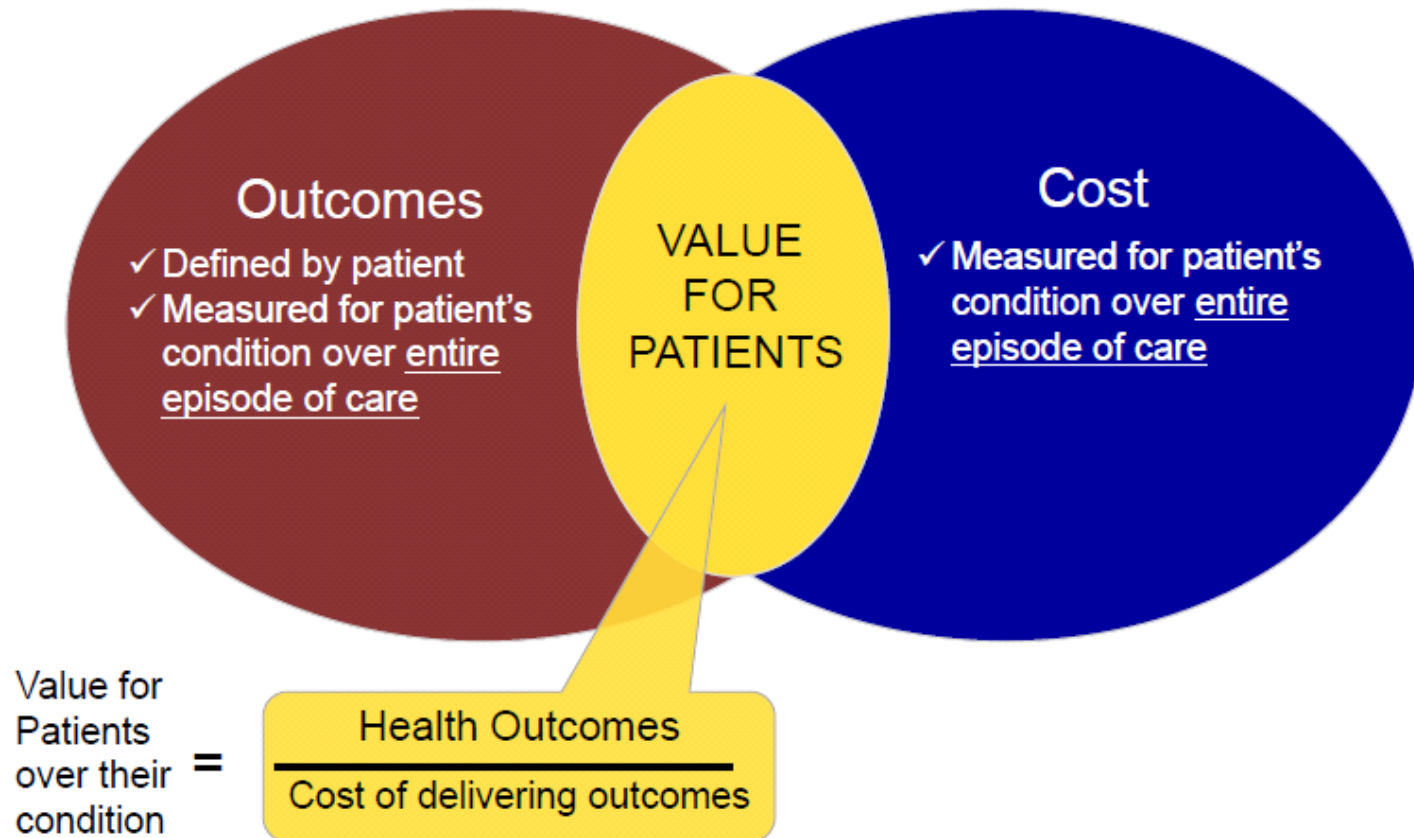 Outcomes
✓ Defined by patient
✓ Measured for patient's
condition over entire
episode of care
VALUE
FOR
PATIENTS
Cost
✓ Measured for patient's
condition over entire
episode of care
Value for
Patients
over their
condition
=
Health Outcomes
Cost of delivering outcomes